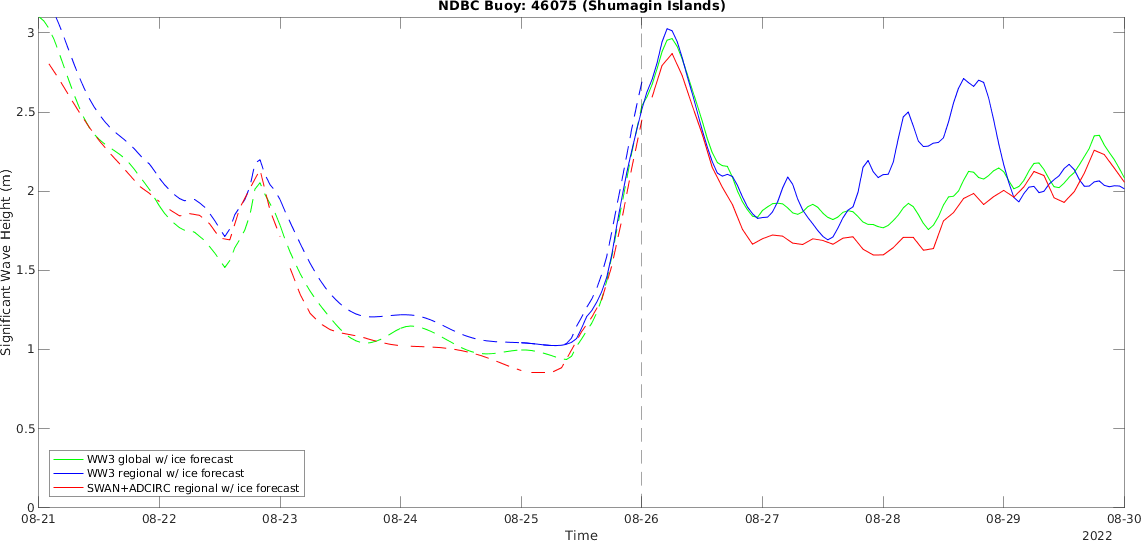 NDBC Buoy: 46075 (Shumagin Islands)
3
2.5
2
1.5
1
0.5
0
Significant Wave Height (m)
WW3 global w/ ice forecast
WW3 regional w/ ice forecast
SWAN+ADCIRC regional w/ ice forecast
08-21 08-22 08-23 08-24 08-25 08-26 08-27 08-28 08-29 08-30
Time
2022